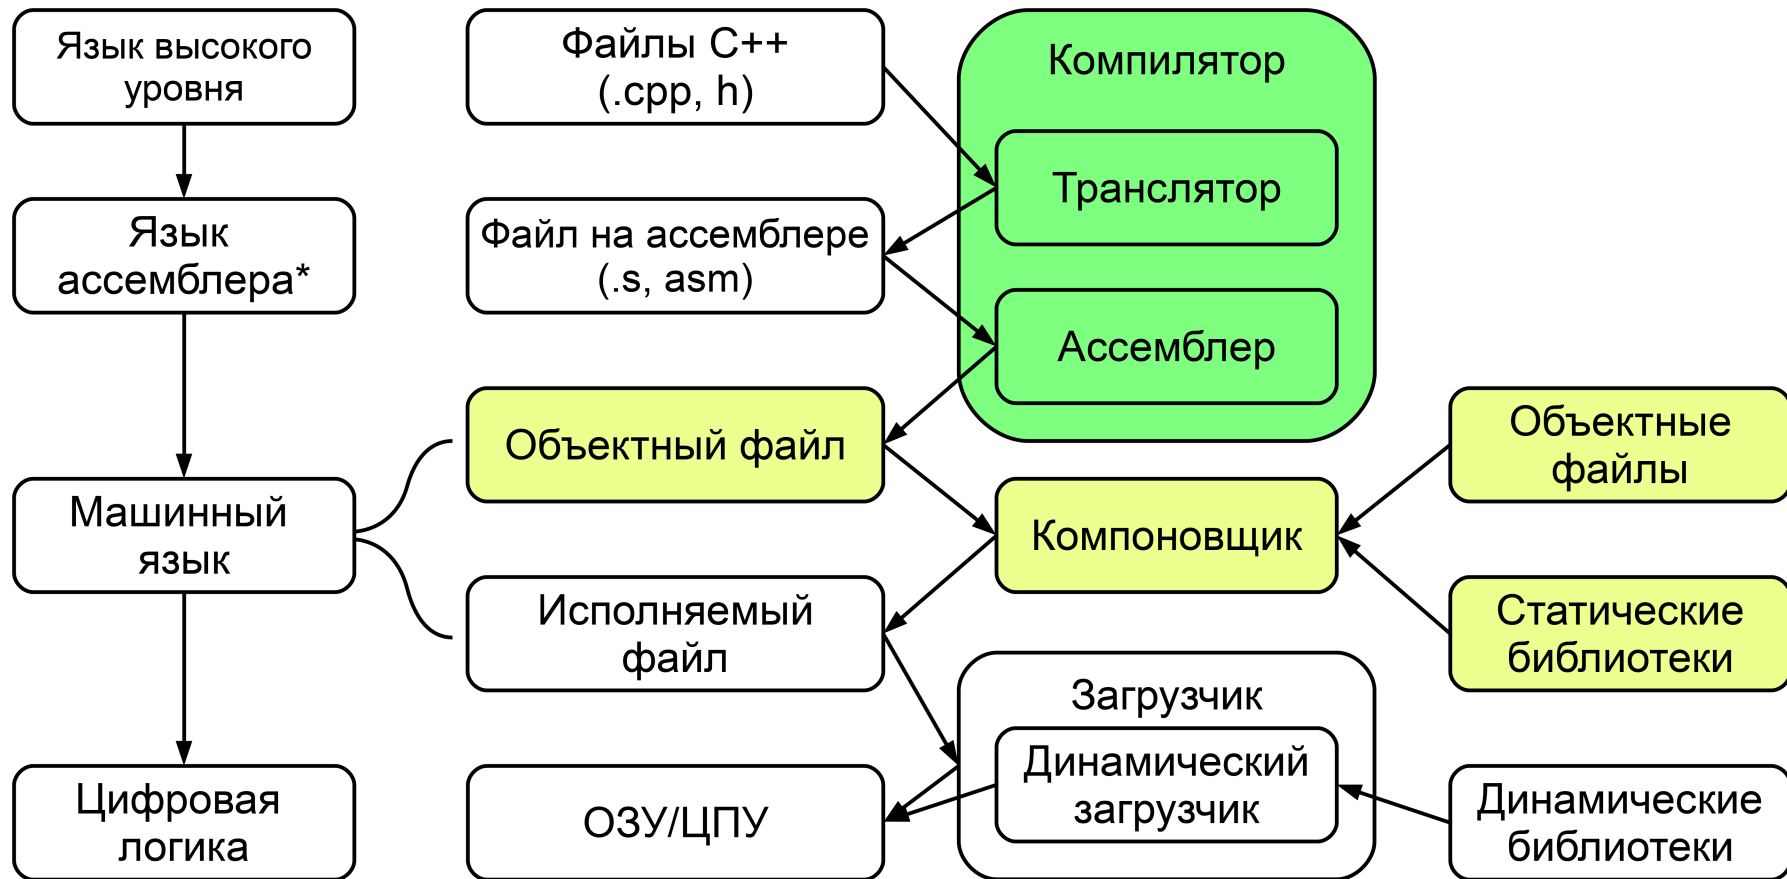 Язык высокого
уровня
Файлы C++
(.cpp, h)
Компилятор
Транслятор
Язык
ассемблера*
Файл на ассемблере
(.s, asm)
Ассемблер
Объектный файл
Объектные
файлы
Машинный
язык
Компоновщик
Исполняемый
файл
Статические
библиотеки
Загрузчик
Динамический
загрузчик
Цифровая
логика
ОЗУ/ЦПУ
Динамические
библиотеки